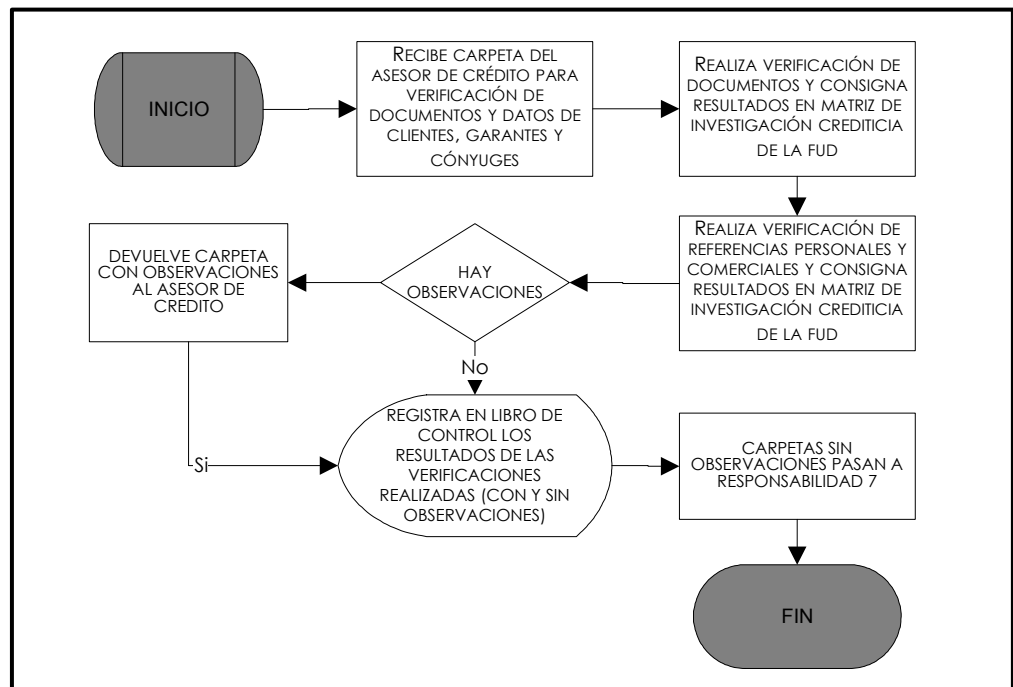 INICIO
RECIBE CARPETA DEL
ASESOR DE CRÉDITO PARA
VERIFICACIÓN DE
DOCUMENTOS Y DATOS DE
CLIENTES, GARANTES Y
CÓNYUGES
REALIZA VERIFICACIÓN DE
DOCUMENTOS Y CONSIGNA
RESULTADOS EN MATRIZ DE
INVESTIGACIÓN CREDITICIA
DE LA FUD
REALIZA VERIFICACIÓN DE
REFERENCIAS PERSONALES Y
COMERCIALES Y CONSIGNA
RESULTADOS EN MATRIZ DE
INVESTIGACIÓN CREDITICIA
DE LA FUD
HAY
OBSERVACIONES
DEVUELVE CARPETA
CON OBSERVACIONES
AL ASESOR DE
CREDITO
No
Si
REGISTRA EN LIBRO DE
CONTROL LOS
RESULTADOS DE LAS
VERIFICACIONES
REALIZADAS (CON Y SIN
OBSERVACIONES)
CARPETAS SIN
OBSERVACIONES PASAN A
RESPONSABILIDAD 7
FIN